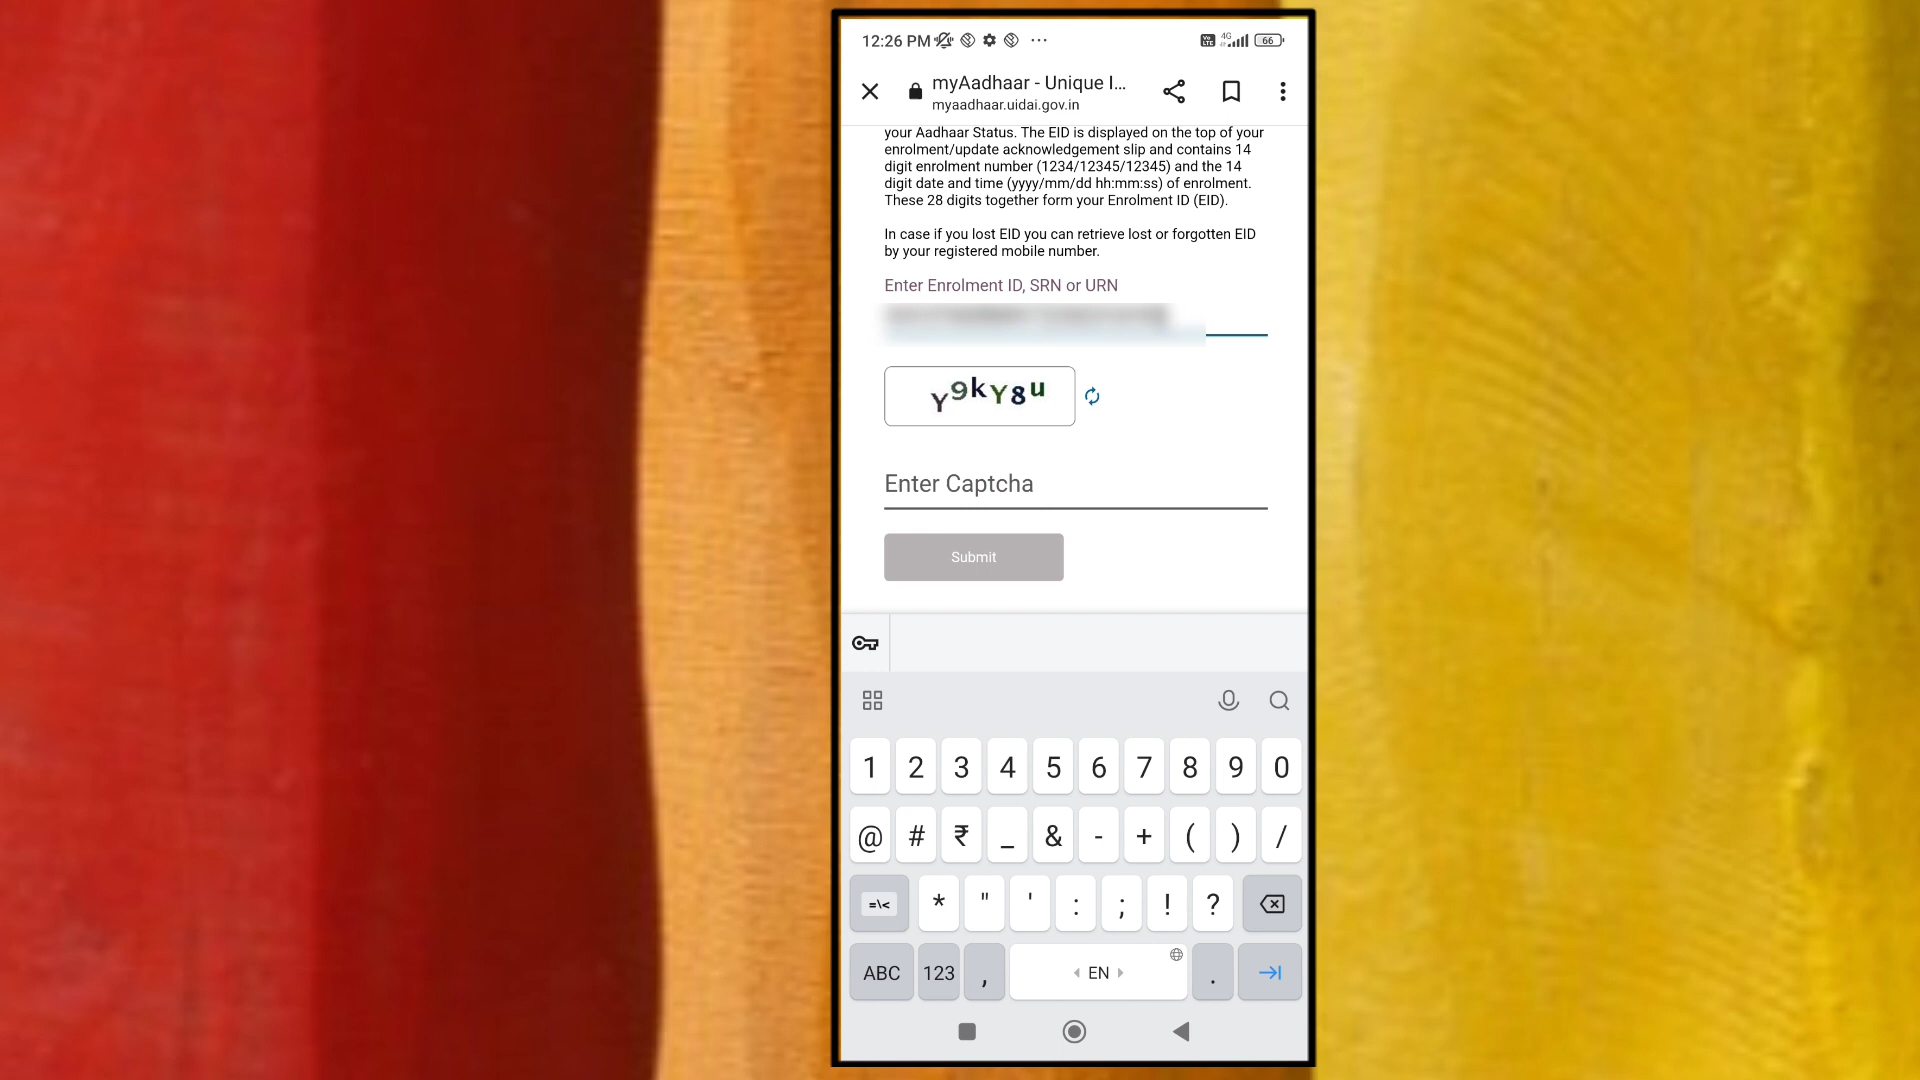 12:26 PM ... 4G 66
myAadhaar - Unique I...
myaadhaar.uidai.gov.in
your Aadhaar Status. The EID is displayed on the top of your
enrolment/update acknowledgement slip and contains 14
digit enrolment number (1234/12345/12345) and the 14
digit date and time (yyyy/mm/dd hh:mm:ss) of enrolment.
These 28 digits together form your Enrolment ID (EID).
In case if you lost EID you can retrieve lost or forgotten EID
by your registered mobile number.
Enter Enrolment ID, SRN or URN
Y9kY8u
Enter Captcha
Submit
1 2 3 4 5 6 7 8 9 0
@ # ₹ _ & - + ( ) /
=\< * " ' : ; ! ?
ABC 123 , EN .